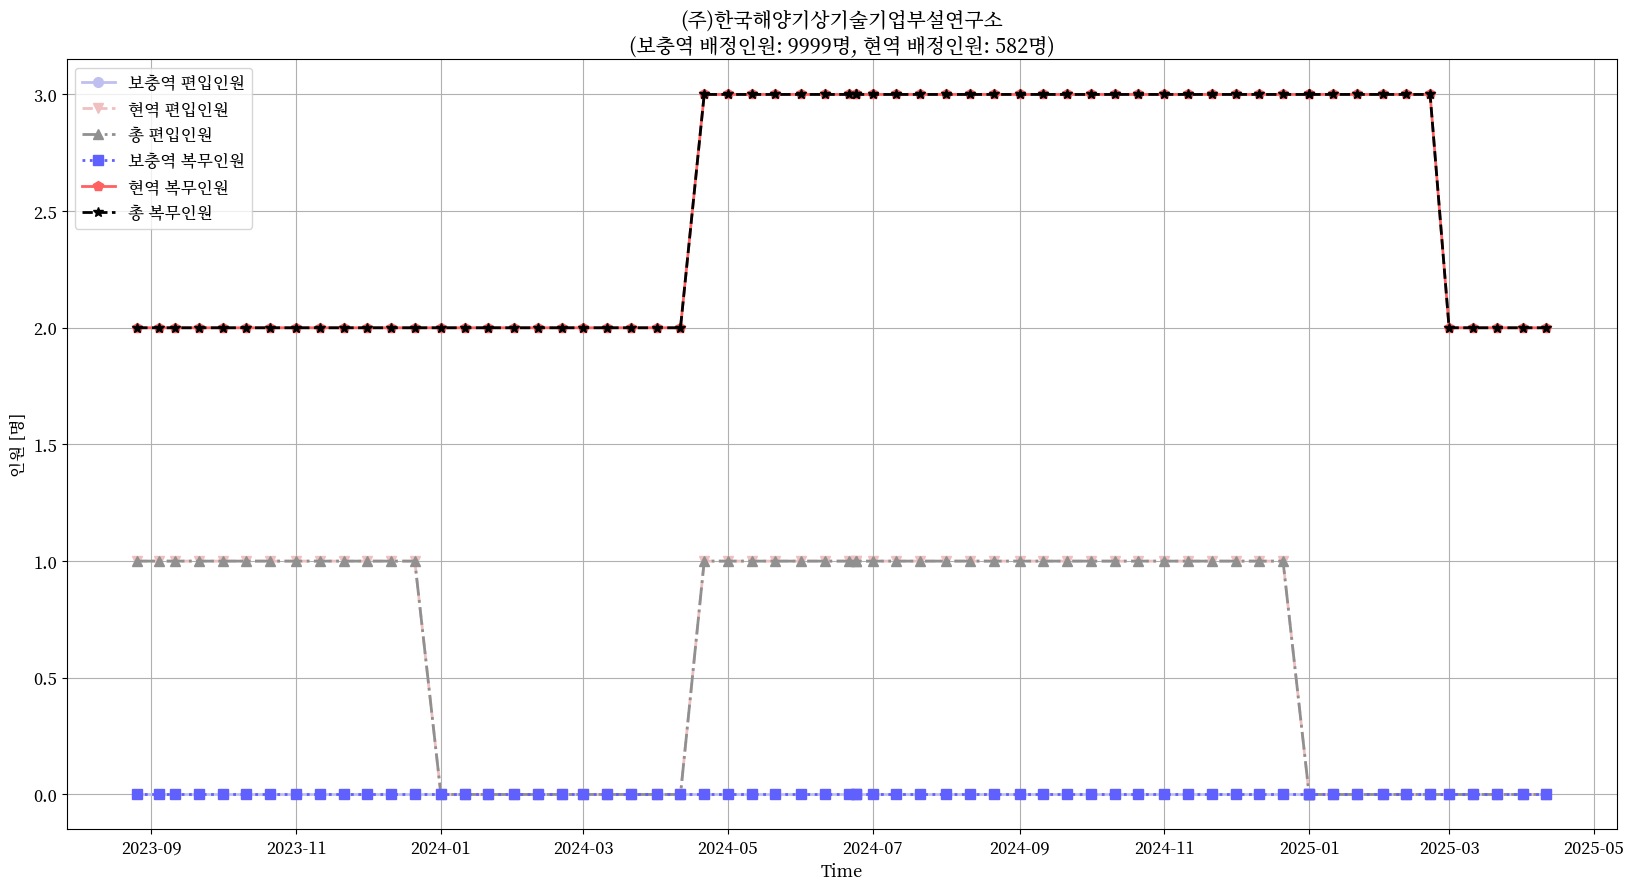 (주)한국해양기상기술기업부설연구소
(보충역 배정인원: 9999명, 현역 배정인원: 582명)
보충역 편입인원
현역 편입인원
총 편입인원
보충역 복무인원
현역 복무인원
총 복무인원
인원 [명]
3.0
2.5
2.0
1.5
1.0
0.5
0.0
2023-09
2023-11
2024-01
2024-03
2024-05
2024-07
2024-09
2024-11
2025-01
2025-03
2025-05
Time